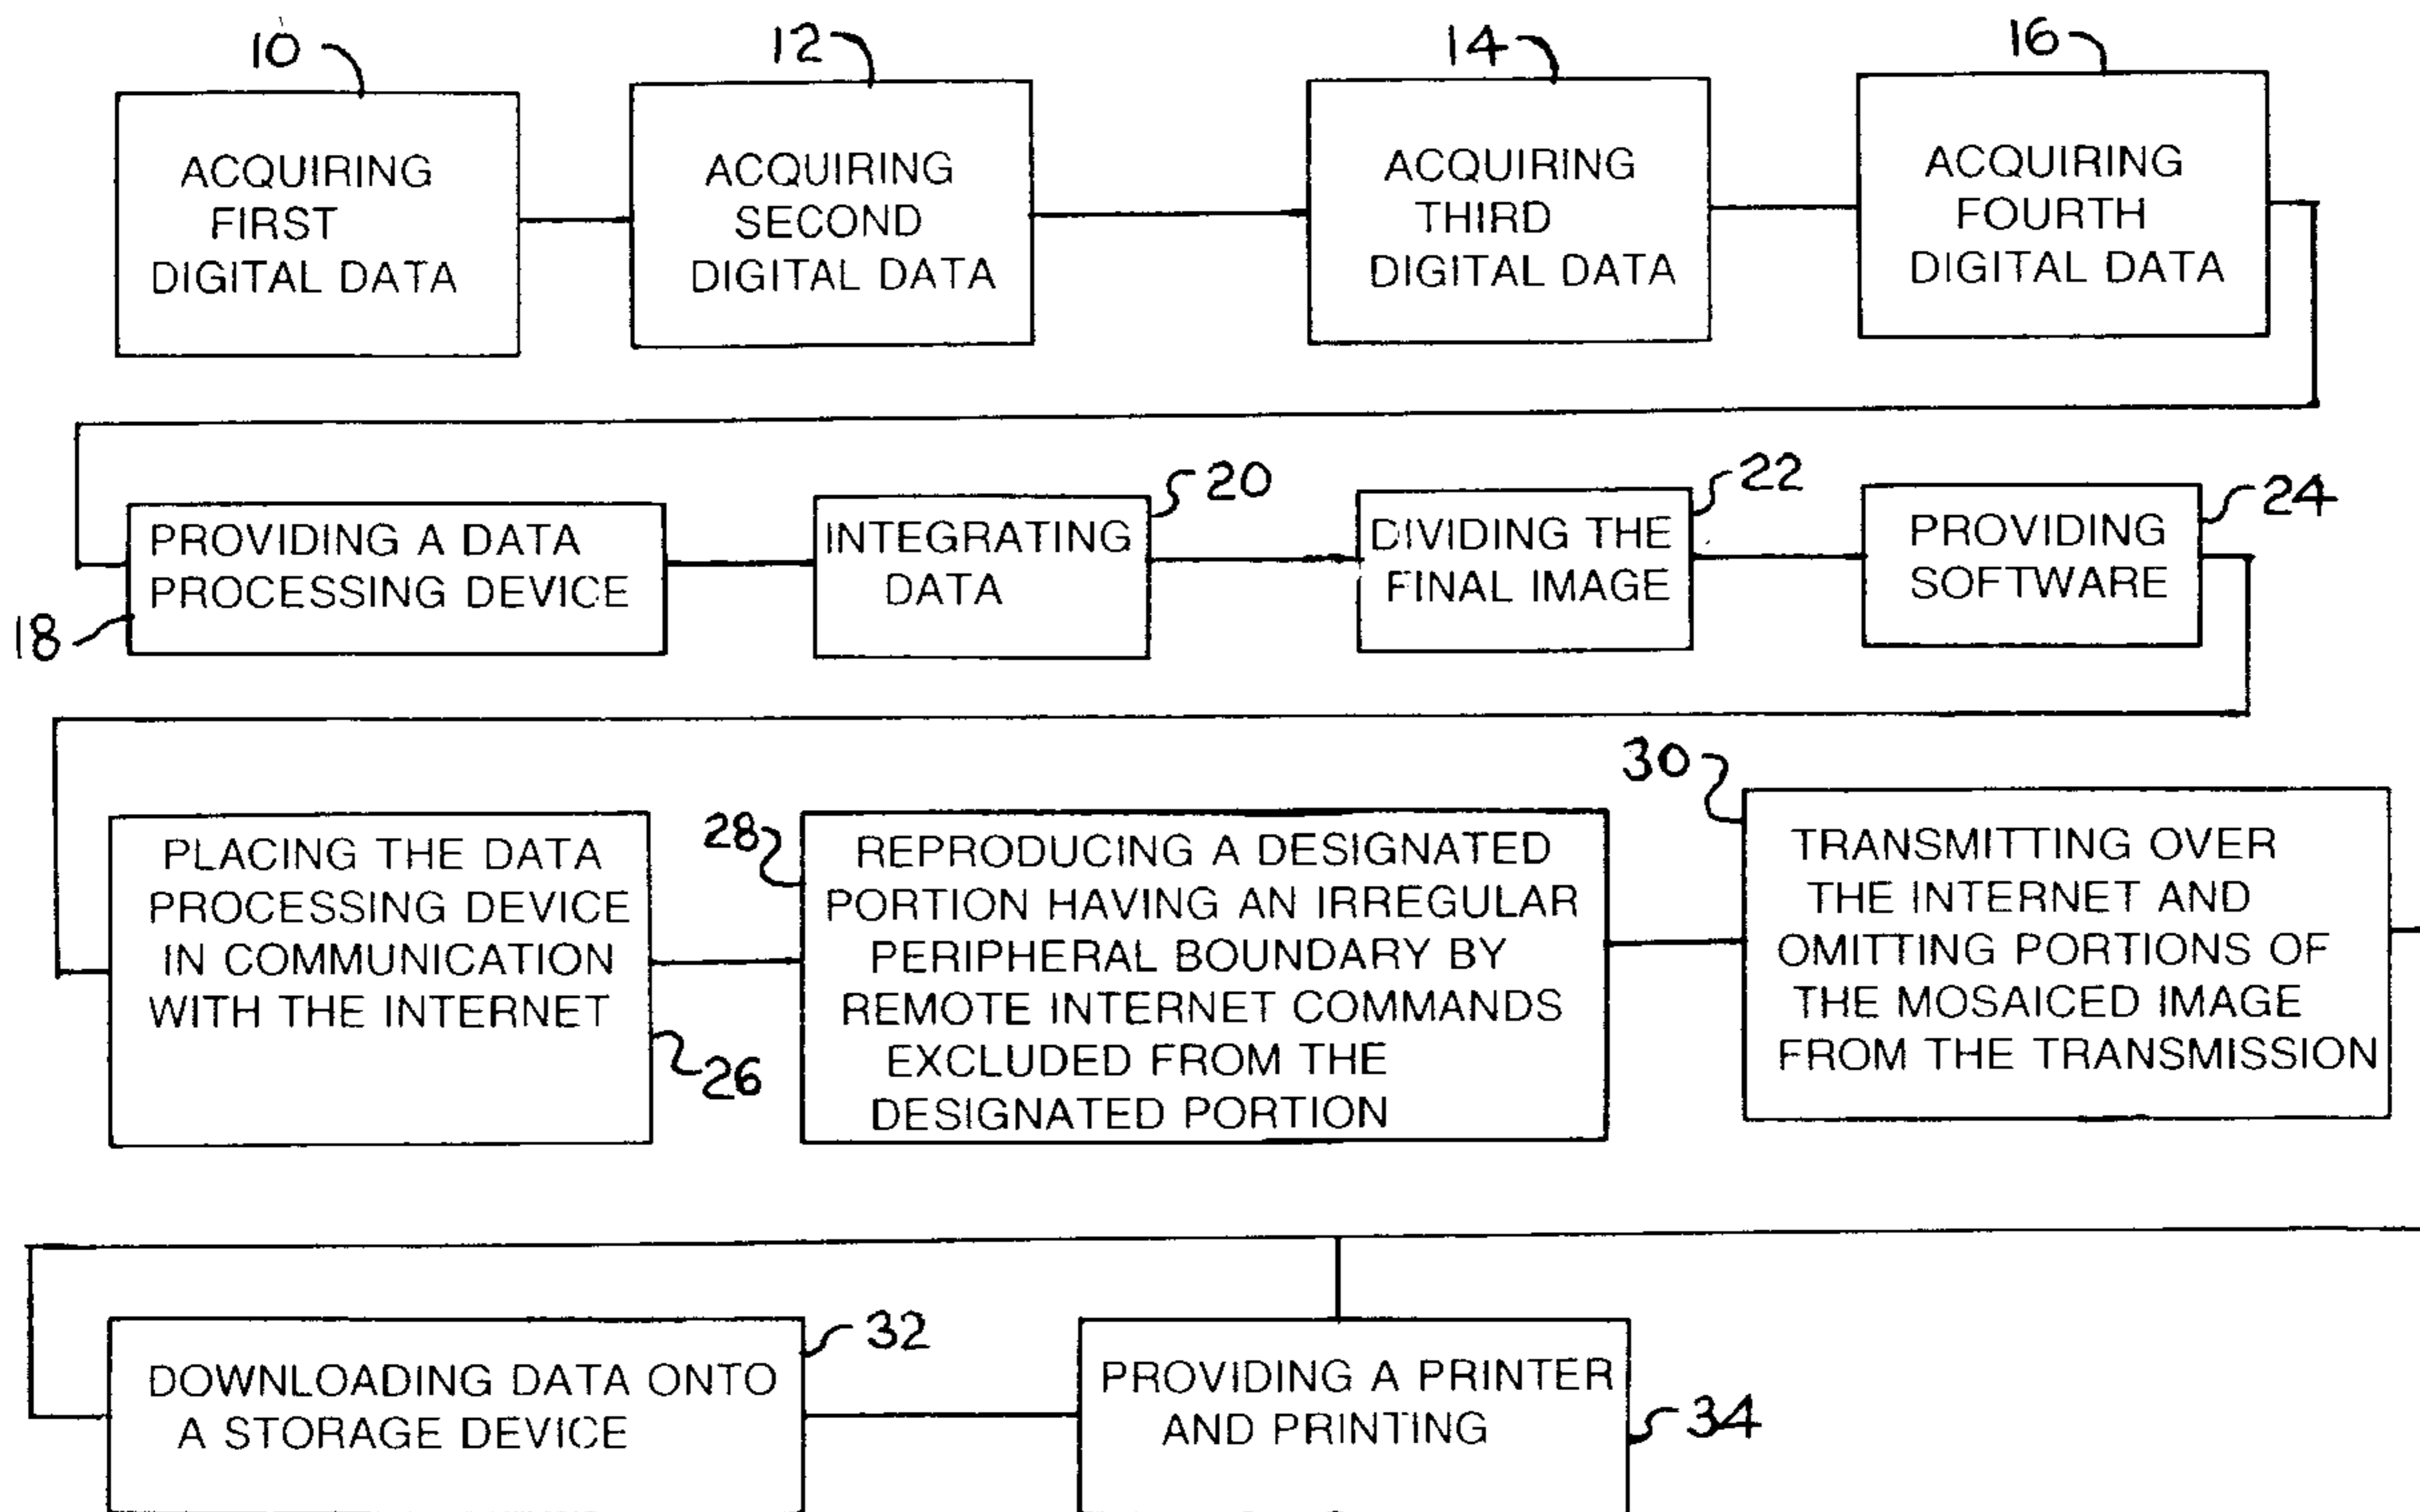 10
12
14
16
ACQUIRING
FIRST
DIGITAL DATA
ACQUIRING
SECOND
DIGITAL DATA
ACQUIRING
THIRD
DIGITAL DATA
ACQUIRING
FOURTH
DIGITAL DATA
18
PROVIDING A DATA
PROCESSING DEVICE
20
INTEGRATING
DATA
22
DIVIDING THE
FINAL IMAGE
24
PROVIDING
SOFTWARE
PLACING THE DATA
PROCESSING DEVICE
IN COMMUNICATION
WITH THE INTERNET
26
28
REPRODUCING A DESIGNATED
PORTION HAVING AN IRREGULAR
PERIPHERAL BOUNDARY BY
REMOTE INTERNET COMMANDS
EXCLUDED FROM THE
DESIGNATED PORTION
30
TRANSMITTING OVER
THE INTERNET AND
OMITTING PORTIONS OF
THE MOSAICED IMAGE
FROM THE TRANSMISSION
DOWNLOADING DATA ONTO
A STORAGE DEVICE
32
PROVIDING A PRINTER
AND PRINTING
34